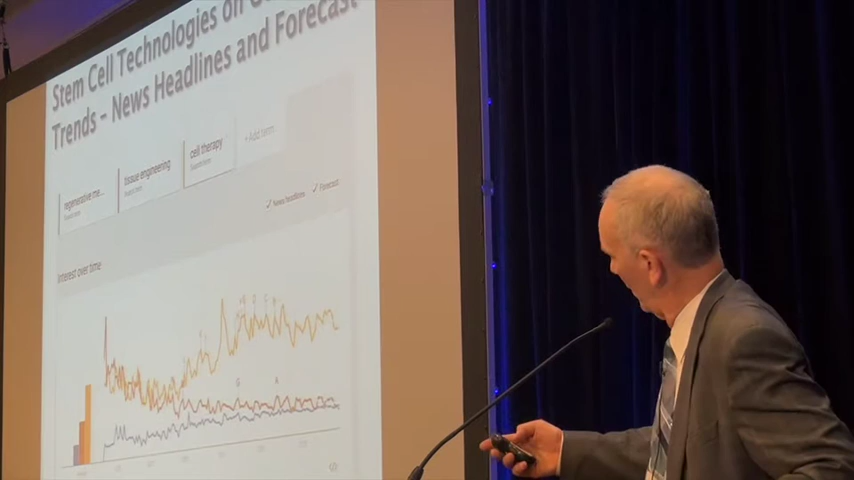 Stem Cell Technologies on
Trends – News Headlines and Forecast
regenerative me...
tissue engineering
cell therapy
+ Add term
News headlines
Forecast
Interest over time